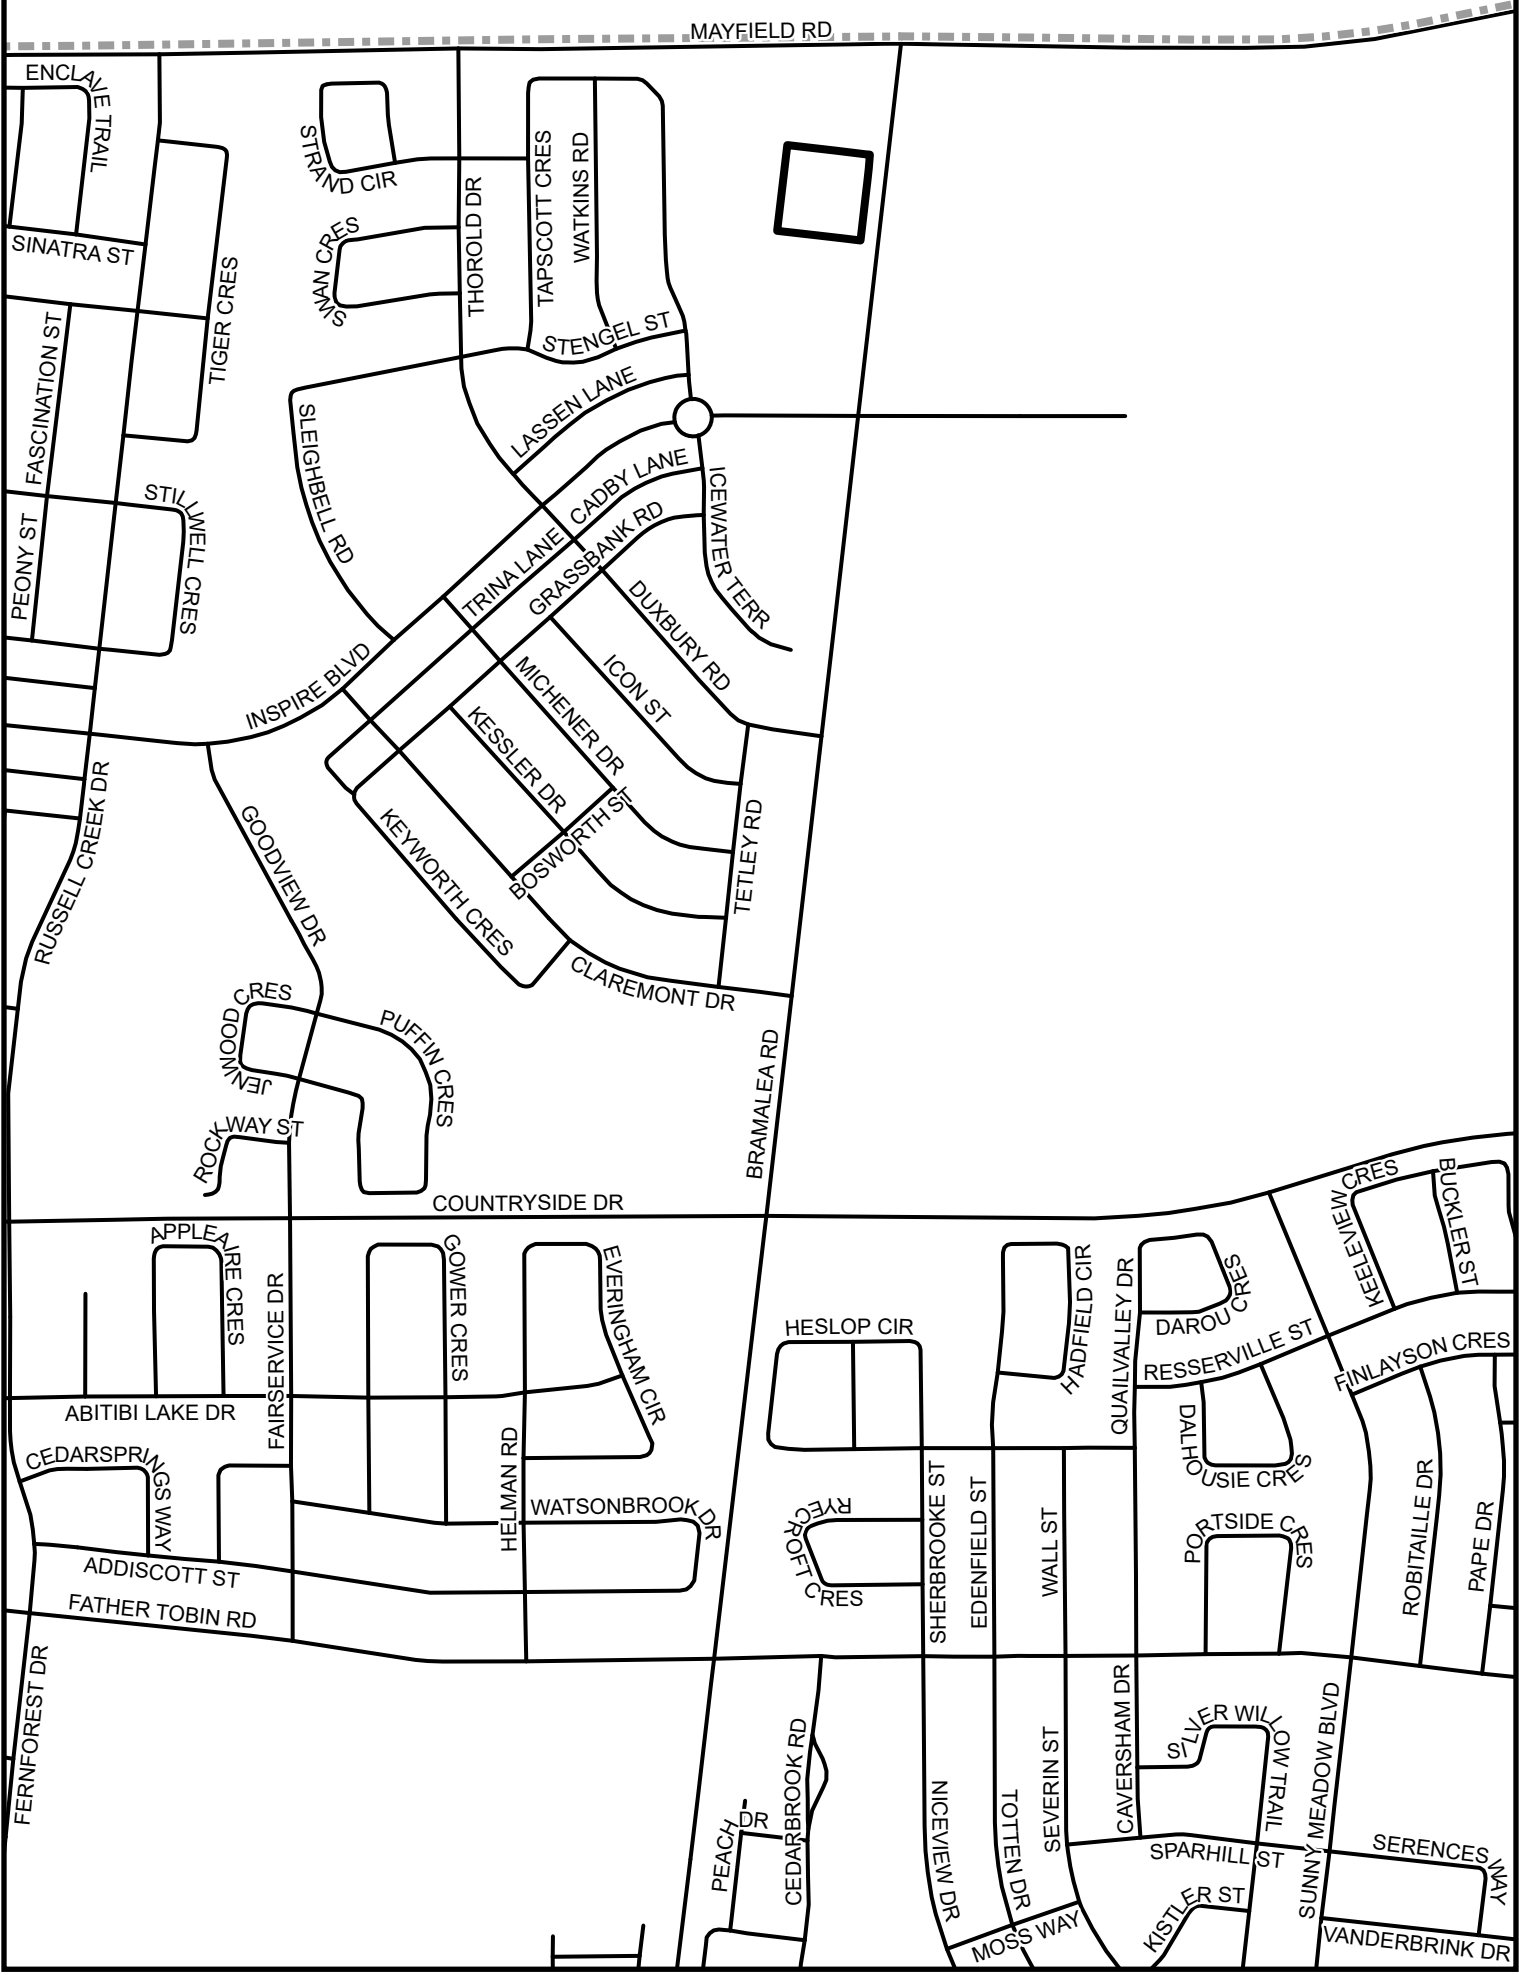 MAYFIELD RD
ENCLAVE TRAIL
STRAND CIR
TAPSCOTT CRES
WATKINS RD
THOROLD DR
SWAN CRES
SINATRA ST
TIGER CRES
FASCINATION ST
STENGEL ST
LASSEN LANE
SLEIGHBELL RD
CADBY LANE
ICEWATER TERR
STILLWELL CRES
PEONY ST
TRINA LANE
GRASSBANK RD
DUXBURY RD
INSPIRE BLVD
MICHENER DR
ICON ST
KESSLER DR
BOSWORTH ST
TETLEY RD
RUSSELL CREEK DR
GOODVIEW DR
KEYWORTH CRES
CLAREMONT DR
JENWOOD CRES
PUFFIN CRES
ROCKWAY ST
BRAMALEA RD
COUNTRYSIDE DR
KEELEVIEW CRES
BUCKLER ST
APPLEAIRE CRES
FAIRSERVICE DR
GOWER CRES
EVERINGHAM CIR
HADFIELD CIR
QUAILVALLEY DR
DAROU CRES
HESLOP CIR
RESSERVILLE ST
FINLAYSON CRES
ABITIBI LAKE DR
DALHOUSIE CRES
CEDARSPRINGS WAY
HELMAN RD
WATSONBROOK DR
RYECROFT CRES
SHERBROOKE ST
EDENFIELD ST
WALL ST
PORTSIDE CRES
ROBITAILLE DR
PAPE DR
ADDISCOTT ST
FATHER TOBIN RD
FERNFOREST DR
CEDARBROOK RD
PEACH DR
NICEVIEW DR
TOTTEN DR
SEVERIN ST
CAVERSHAM DR
SILVER WILLOW TRAIL
SUNNY MEADOW BLVD
SPARHILL ST
SERENCES WAY
KISTLER ST
MOSS WAY
VANDERBRINK DR